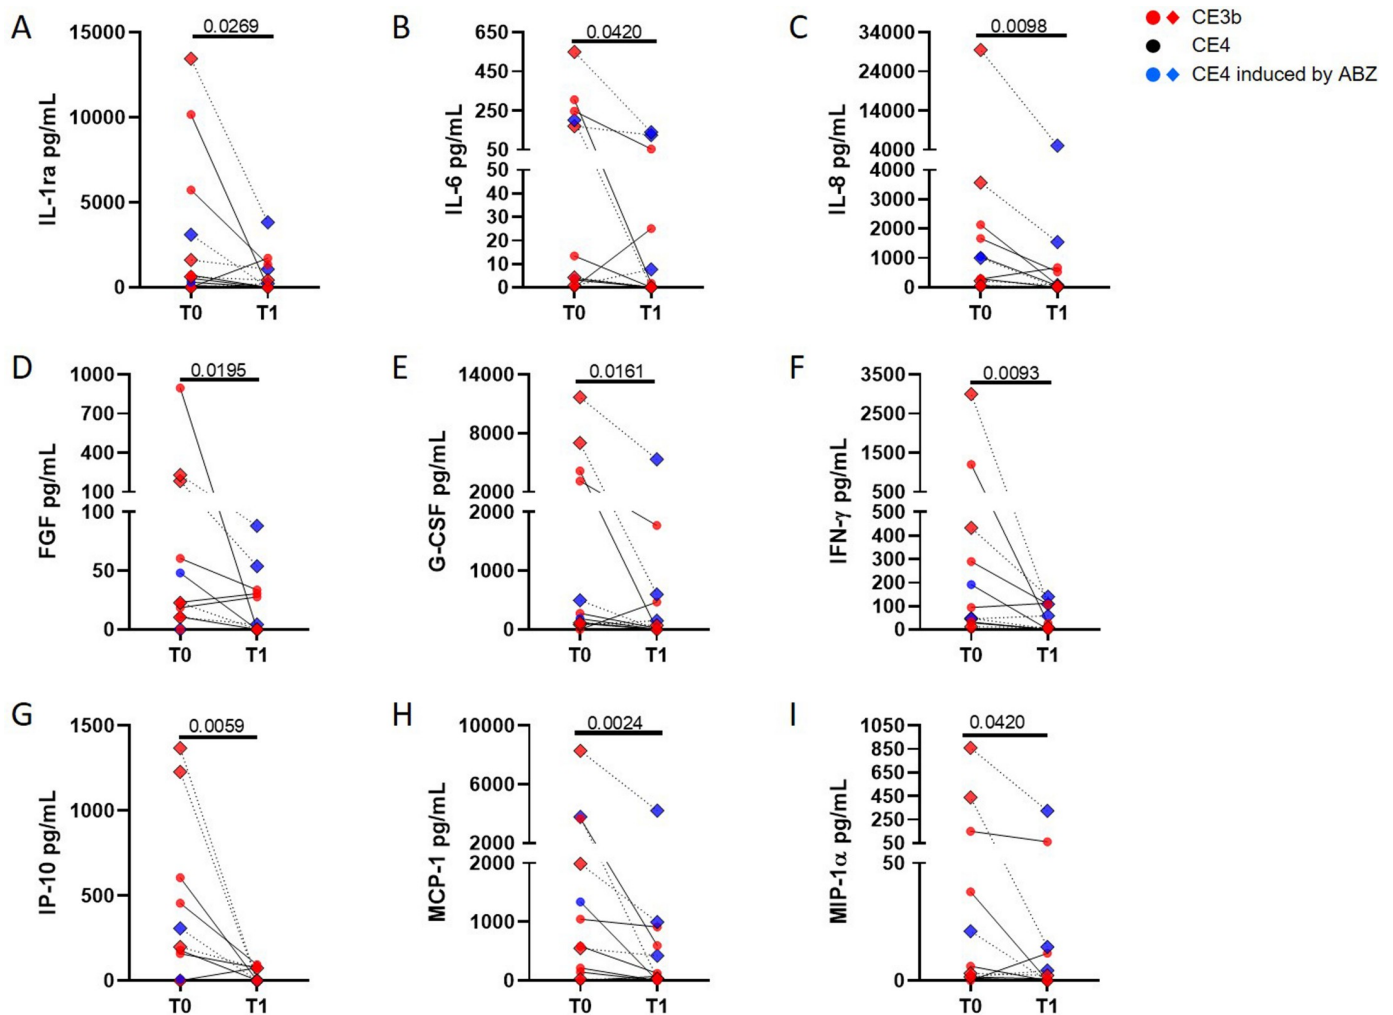 A
0.0269
IL-1ra pg/mL
15000
10000
5000
0
T0 T1
B
0.0420
IL-6 pg/mL
650
450
250
50
50
40
30
20
10
0
T0 T1
C
0.0098
IL-8 pg/mL
34000
24000
14000
4000
4000
3000
2000
1000
0
T0 T1
CE3b
CE4
CE4 induced by ABZ
D
0.0195
FGF pg/mL
1000
700
400
100
100
50
0
T0 T1
E
0.0161
G-CSF pg/mL
14000
8000
2000
2000
1000
0
T0 T1
F
0.0093
IFN-γ pg/mL
3500
2500
1500
500
500
400
300
200
100
0
T0 T1
G
0.0059
IP-10 pg/mL
1500
1000
500
0
T0 T1
H
0.0024
MCP-1 pg/mL
10000
6000
2000
2000
1000
0
T0 T1
I
0.0420
MIP-1α pg/mL
1050
850
650
450
250
50
50
0
T0 T1